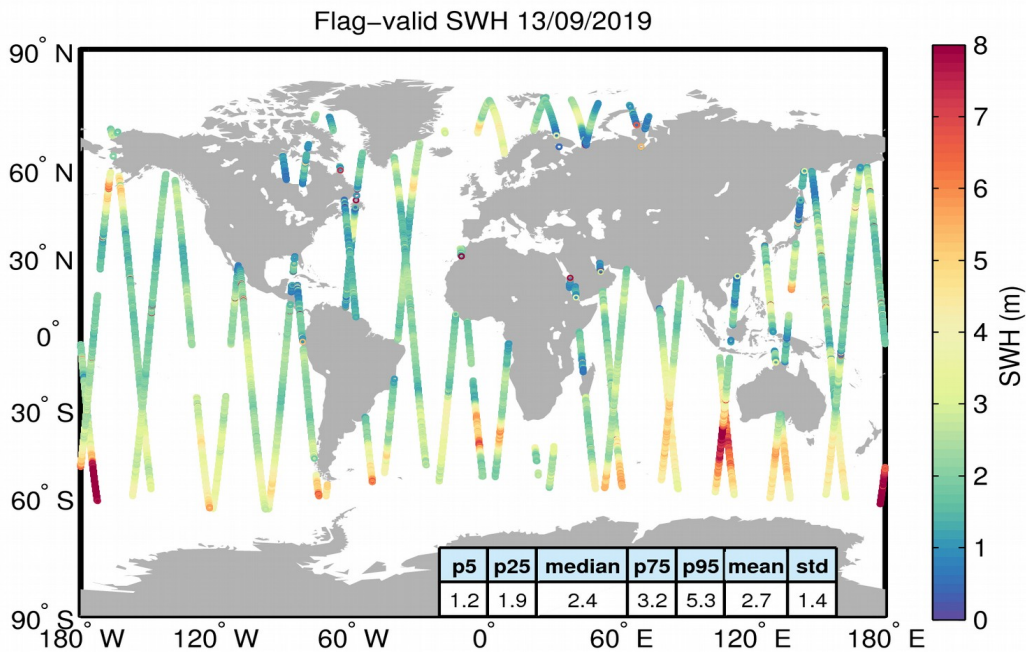 Flag−valid SWH 13/09/2019
90° N
60° N
30° N
0°
30° S
60° S
90° S
180° W
120° W
60° W
0°
60° E
120° E
180° E
p5 p25 median p75 p95 mean std
1.2 1.9 2.4 3.2 5.3 2.7 1.4
8
7
6
5
4
3
2
1
0
SWH (m)